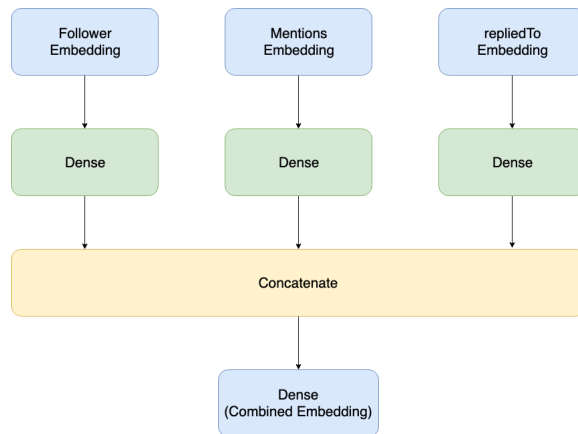 Follower
Embedding
Mentions
Embedding
repliedTo
Embedding
Dense
Dense
Dense
Concatenate
Dense
(Combined Embedding)